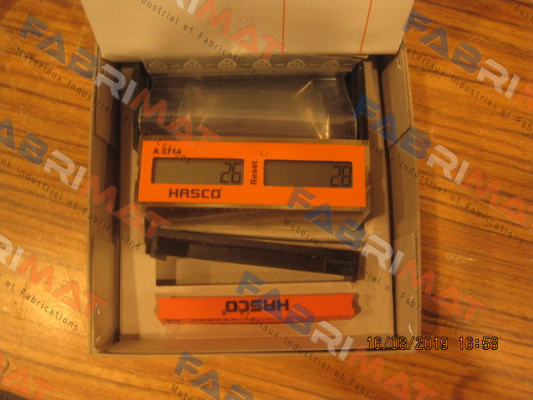 A 5714
26
Reset
28
HASCO
HASCO
16/08/2019 16:58
FABRIMAT
Matériaux Industriel et Fabrications